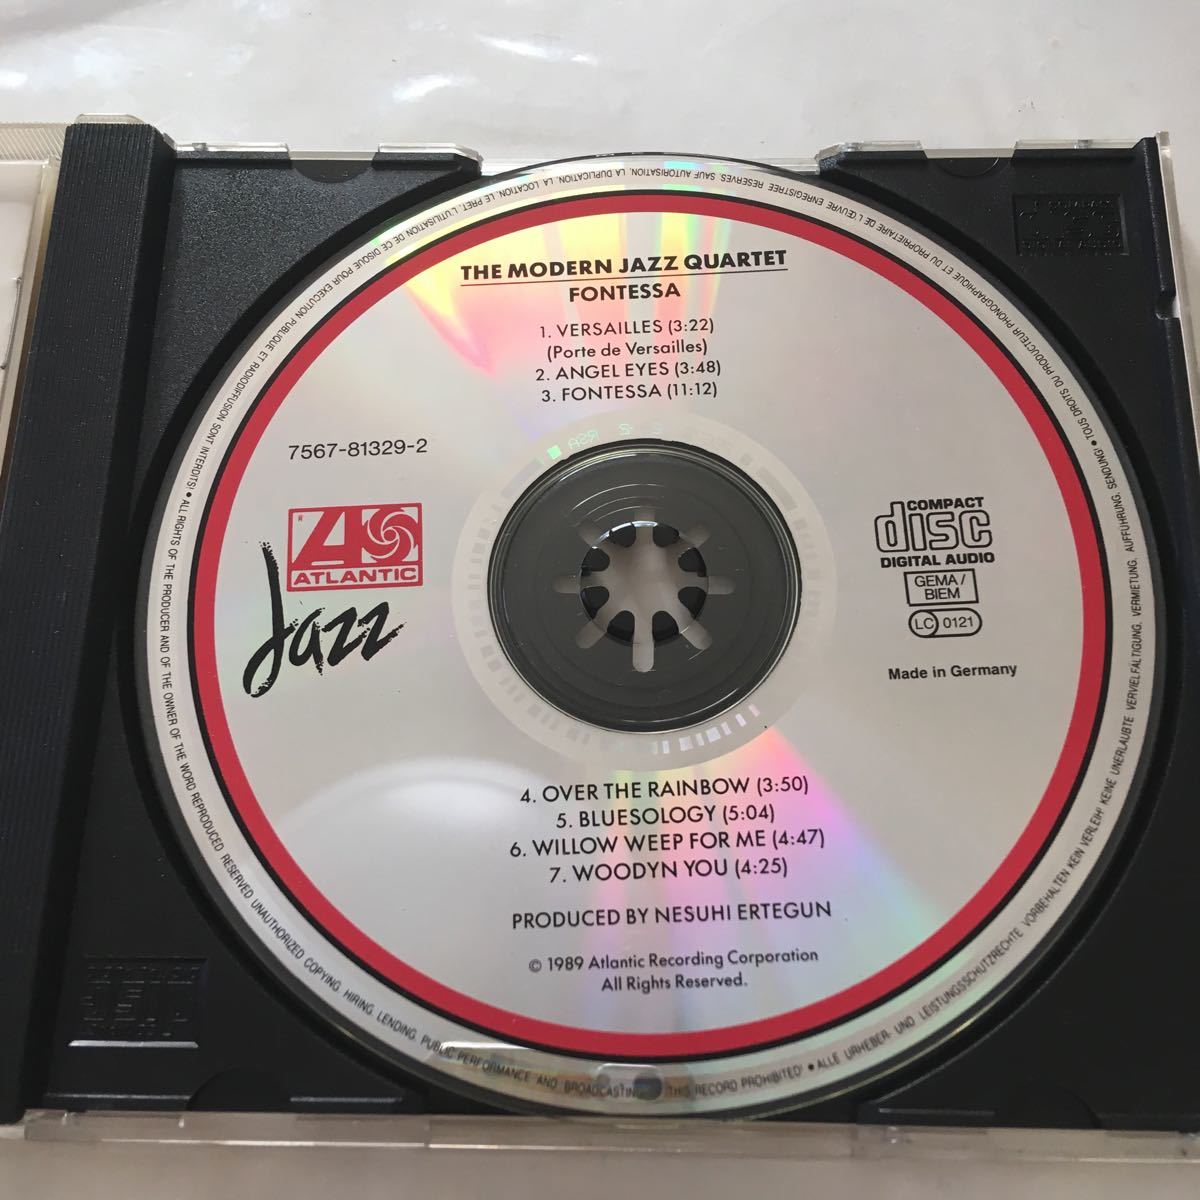 THE MODERN JAZZ QUARTET
FONTESSA
1. VERSAILLES (3:22)
(Porte de Versailles)
2. ANGEL EYES (3:48)
3. FONTESSA (11:12)
7567-81329-2
ATLANTIC
Jazz
COMPACT
disc
DIGITAL AUDIO
GEMA/
BIEM
LC 0121
Made in Germany
4. OVER THE RAINBOW (3:50)
5. BLUESOLOGY (5:04)
6. WILLOW WEEP FOR ME (4:47)
7. WOODYN YOU (4:25)
PRODUCED BY NESUHI ERTEGUN
© 1989 Atlantic Recording Corporation
All Rights Reserved.
• ALL RIGHTS OF THE PRODUCER AND OF THE OWNER OF THE WORD REPRODUCED RESERVED UNAUTHORIZED COPYING, HIRING, LENDING, PUBLIC PERFORMANCE AND BROADCASTING THIS RECORD PROHIBITED! • ALLE URHEBER- UND LEISTUNGSSCHUTZRECHTE VORBEHALTEN KEIN VERLEIH! KEINE UNERLAUBTE VERVIELFÄLTIGUNG, VERMIETUNG, AUFFÜHRUNG, SENDUNG! • TOUS DROITS DU PRODUCTEUR PHONOGRAPHIQUE ET DU PROPRIETAIRE DE L'ŒUVRE ENREGISTREE RESERVES. SAUF AUTORISATION, LA DUPLICATION, LA LOCATION, LE PRET, L'UTILISATION DE CE DISQUE POUR EXECUTION PUBLIQUE ET RADIODIFFUSION SONT INTERDITS!